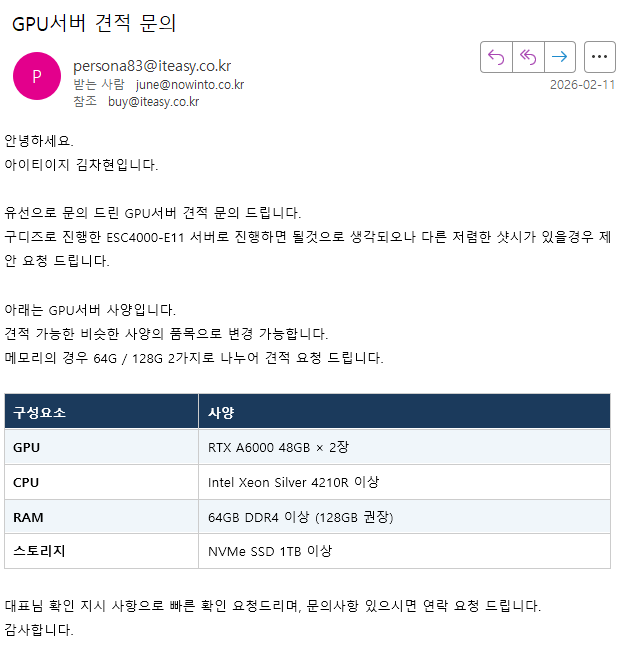 GPU서버 견적 문의
P
persona83@iteasy.co.kr
받는 사람 june@nowinto.co.kr
참조 buy@iteasy.co.kr
2026-02-11
안녕하세요.
아이티이지 김차현입니다.
유선으로 문의 드린 GPU서버 견적 문의 드립니다.
구디즈로 진행한 ESC4000-E11 서버로 진행하면 될것으로 생각되오나 다른 저렴한 샷시가 있을경우 제
안 요청 드립니다.
아래는 GPU서버 사양입니다.
견적 가능한 비슷한 사양의 품목으로 변경 가능합니다.
메모리의 경우 64G / 128G 2가지로 나누어 견적 요청 드립니다.
구성요소 사양
GPU RTX A6000 48GB × 2장
CPU Intel Xeon Silver 4210R 이상
RAM 64GB DDR4 이상 (128GB 권장)
스토리지 NVMe SSD 1TB 이상
대표님 확인 지시 사항으로 빠른 확인 요청드리며, 문의사항 있으시면 연락 요청 드립니다.
감사합니다.